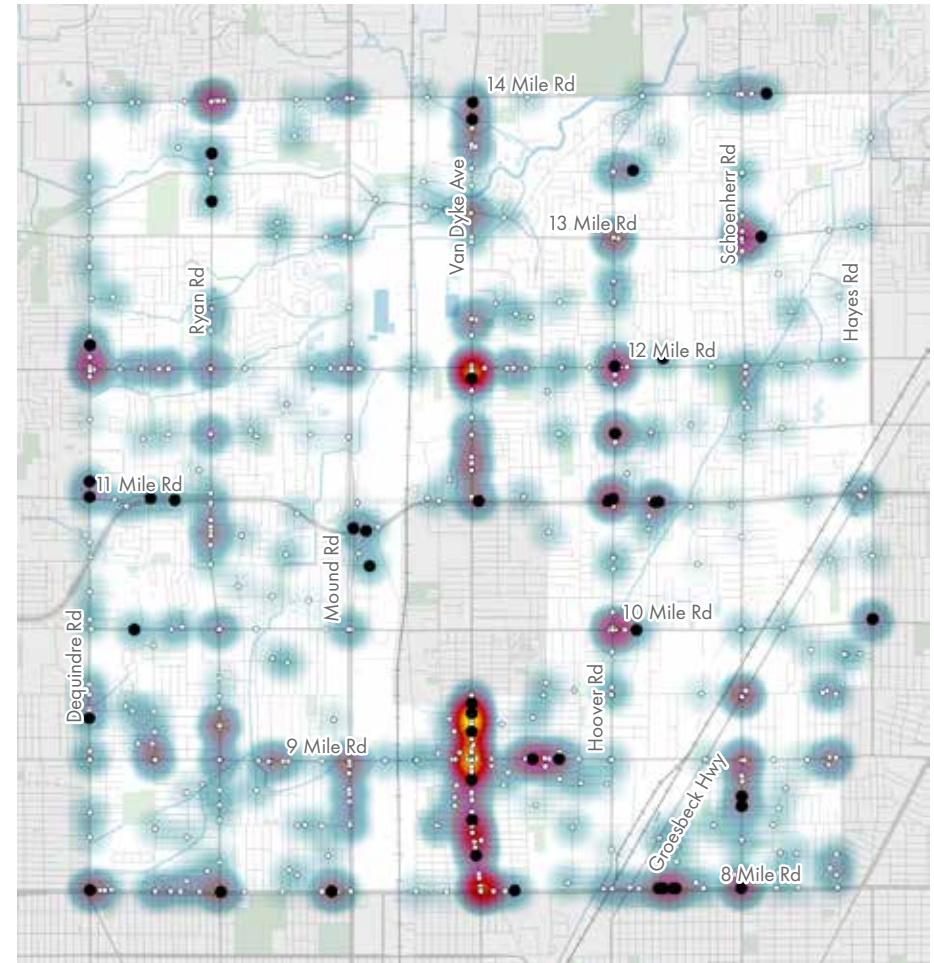 14 Mile Rd
Van Dyke Ave
Schoenherr Rd
13 Mile Rd
Ryan Rd
Hayes Rd
12 Mile Rd
11 Mile Rd
Mound Rd
Dequindre Rd
10 Mile Rd
Hoover Rd
9 Mile Rd
Groesbeck Hwy
8 Mile Rd